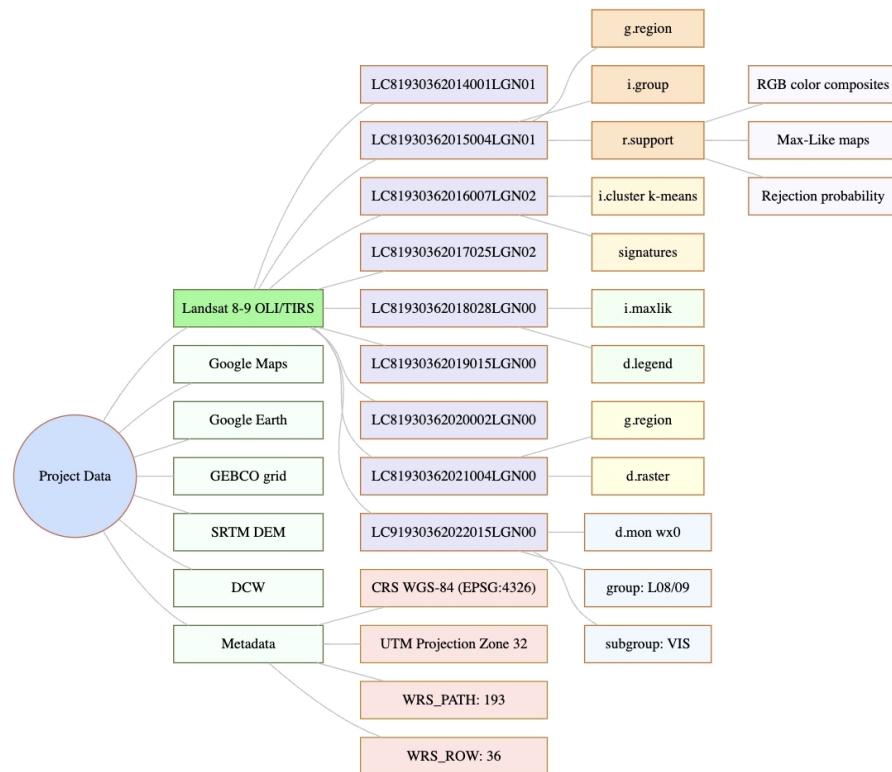 g.region
LC81930362014001LGN01
i.group
RGB color composites
LC81930362015004LGN01
r.support
Max-Like maps
LC81930362016007LGN02
i.cluster k-means
Rejection probability
LC81930362017025LGN02
signatures
Landsat 8-9 OLI/TIRS
LC81930362018028LGN00
i.maxlik
Google Maps
LC81930362019015LGN00
d.legend
Google Earth
LC81930362020002LGN00
g.region
Project Data
GEBCO grid
LC81930362021004LGN00
d.raster
SRTM DEM
LC91930362022015LGN00
d.mon wx0
DCW
CRS WGS-84 (EPSG:4326)
group: L08/09
Metadada
UTM Projection Zone 32
subgroup: VIS
WRS_PATH: 193
WRS_ROW: 36